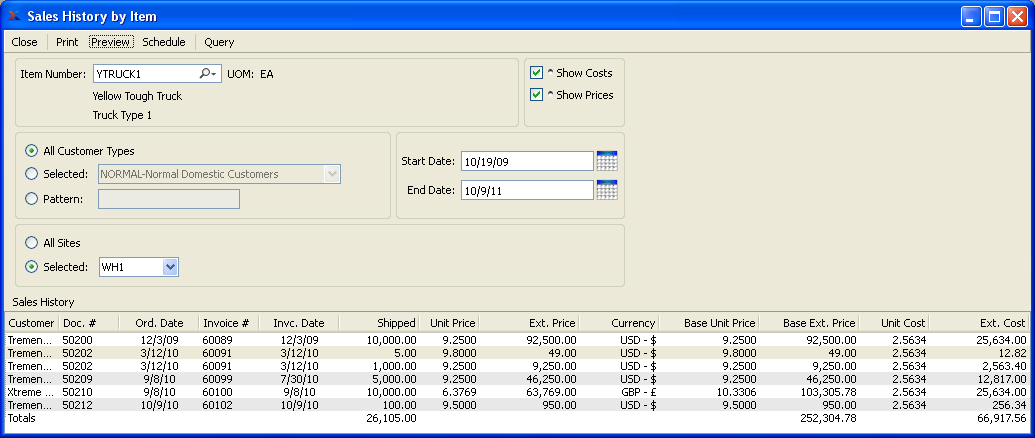 Sales History by Item
Close Print Preview Schedule Query
Item Number: YTRUCK1 UOM: EA
Yellow Tough Truck
Truck Type 1
Show Costs
Show Prices
All Customer Types
Selected: NORMAL-Normal Domestic Customers
Pattern:
Start Date: 10/19/09
End Date: 10/9/11
All Sites
Selected: WH1
Sales History
Customer Doc. # Ord. Date Invoice # Invc. Date Shipped Unit Price Ext. Price Currency Base Unit Price Base Ext. Price Unit Cost Ext. Cost
Tremen... 50200 12/3/09 60089 12/3/09 10,000.00 9.2500 92,500.00 USD - $ 9.2500 92,500.00 2.5634 25,634.00
Tremen... 50202 3/12/10 60091 3/12/10 5.00 9.8000 49.00 USD - $ 9.8000 49.00 2.5634 12.82
Tremen... 50202 3/12/10 60091 3/12/10 1,000.00 9.2500 9,250.00 USD - $ 9.2500 9,250.00 2.5634 2,563.40
Tremen... 50209 9/8/10 60099 7/30/10 5,000.00 9.2500 46,250.00 USD - $ 9.2500 46,250.00 2.5634 12,817.00
Xtreme ... 50210 9/8/10 60100 9/8/10 10,000.00 6.3769 63,769.00 GBP - £ 10.3306 103,305.78 2.5634 25,634.00
Tremen... 50212 10/9/10 60102 10/9/10 100.00 9.5000 950.00 USD - $ 9.5000 950.00 2.5634 256.34
Totals 26,105.00 252,304.78 66,917.56